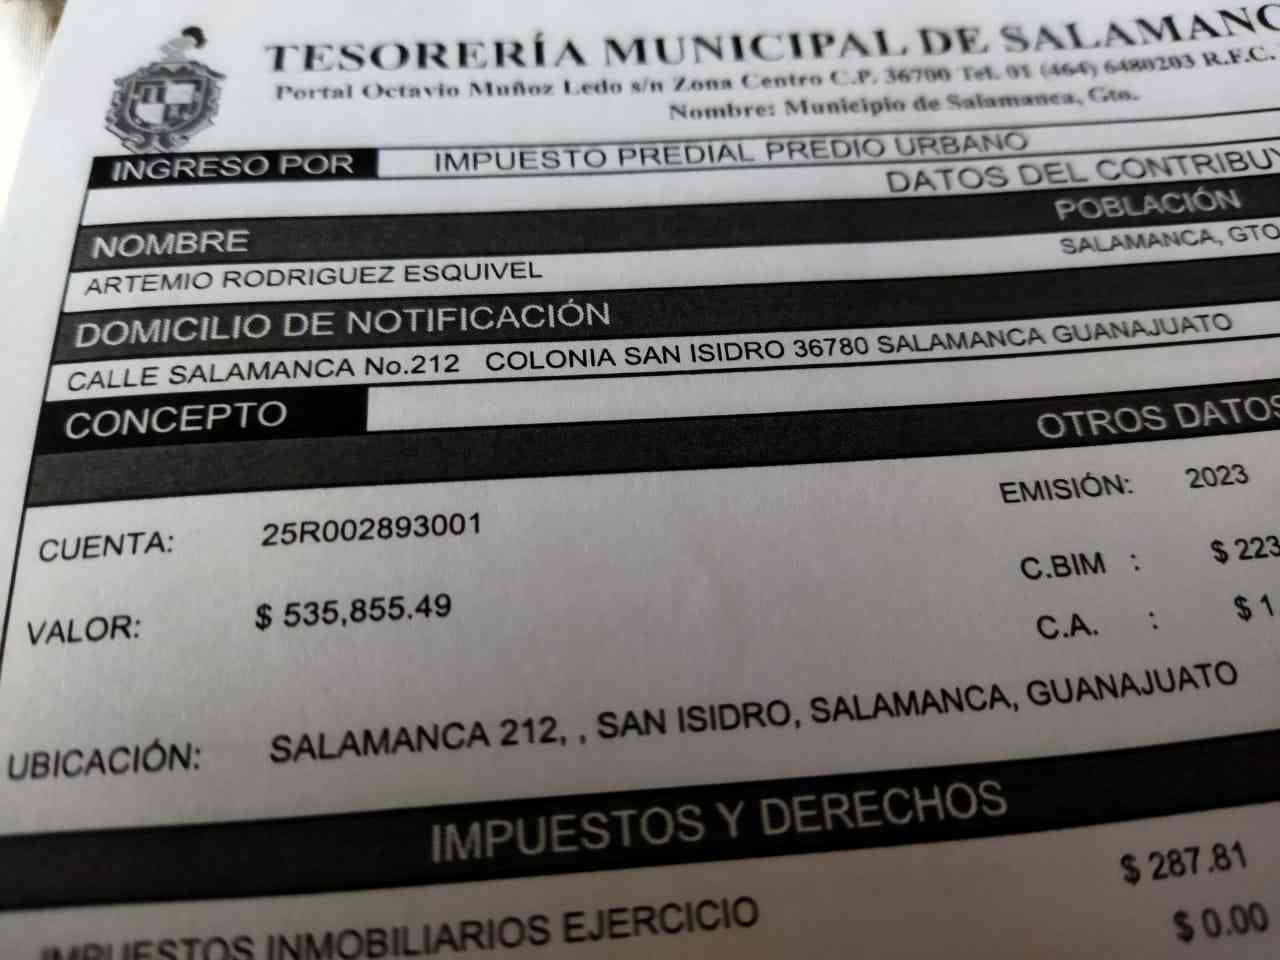 TESORERÍA MUNICIPAL DE SALAMANC
Portal Octavio Muñoz Ledo s/n Zona Centro C.P. 36700 Tel. 01 (464) 6480203 R.F.C.
Nombre: Municipio de Salamanca, Gto.
INGRESO POR IMPUESTO PREDIAL PREDIO URBANO
DATOS DEL CONTRIBUY
NOMBRE POBLACIÓN
ARTEMIO RODRIGUEZ ESQUIVEL SALAMANCA, GTO
DOMICILIO DE NOTIFICACIÓN
CALLE SALAMANCA No.212 COLONIA SAN ISIDRO 36780 SALAMANCA GUANAJUATO
CONCEPTO
OTROS DATOS
CUENTA: 25R002893001 EMISIÓN: 2023
C.BIM : $ 223
VALOR: $ 535,855.49 C.A. : $ 1
UBICACIÓN: SALAMANCA 212, , SAN ISIDRO, SALAMANCA, GUANAJUATO
IMPUESTOS Y DERECHOS
IMPUESTOS INMOBILIARIOS EJERCICIO $ 287.81
$ 0.00